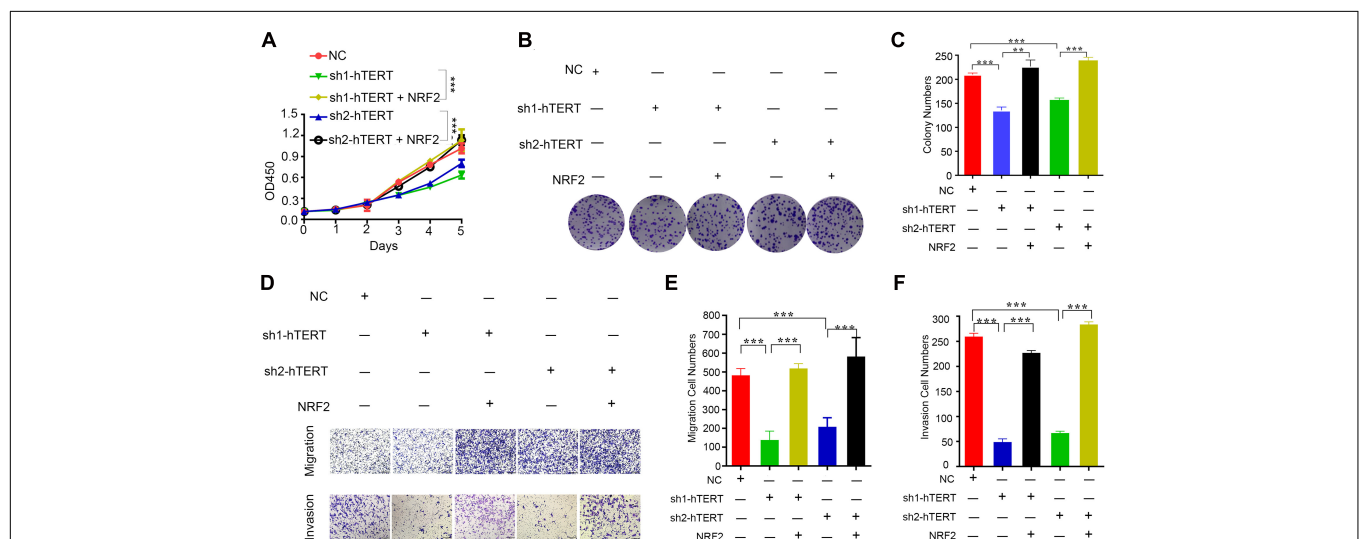 A
NC
sh1-hTERT
sh1-hTERT + NRF2
sh2-hTERT
sh2-hTERT + NRF2
***
***
OD450
1.5
1.2
0.9
0.6
0.3
0.0
0 1 2 3 4 5
Days
B
NC + — — — —
sh1-hTERT — + + — —
sh2-hTERT — — — + +
NRF2 — — + — +
C
Colony Numbers
250
200
150
100
50
0
*** ** *** ***
NC + — — — —
sh1-hTERT — + + — —
sh2-hTERT — — — + +
NRF2 — — + — +
D
NC + — — — —
sh1-hTERT — + + — —
sh2-hTERT — — — + +
NRF2 — — + — +
Migration
Invasion
E
Migration Cell Numbers
800
700
600
500
400
300
200
100
0
*** *** *** ***
NC + — — — —
sh1-hTERT — + + — —
sh2-hTERT — — — + +
NRF2 — — + — +
F
Invasion Cell Numbers
300
250
200
150
100
50
0
*** *** *** ***
NC + — — — —
sh1-hTERT — + + — —
sh2-hTERT — — — + +
NRF2 — — + — +